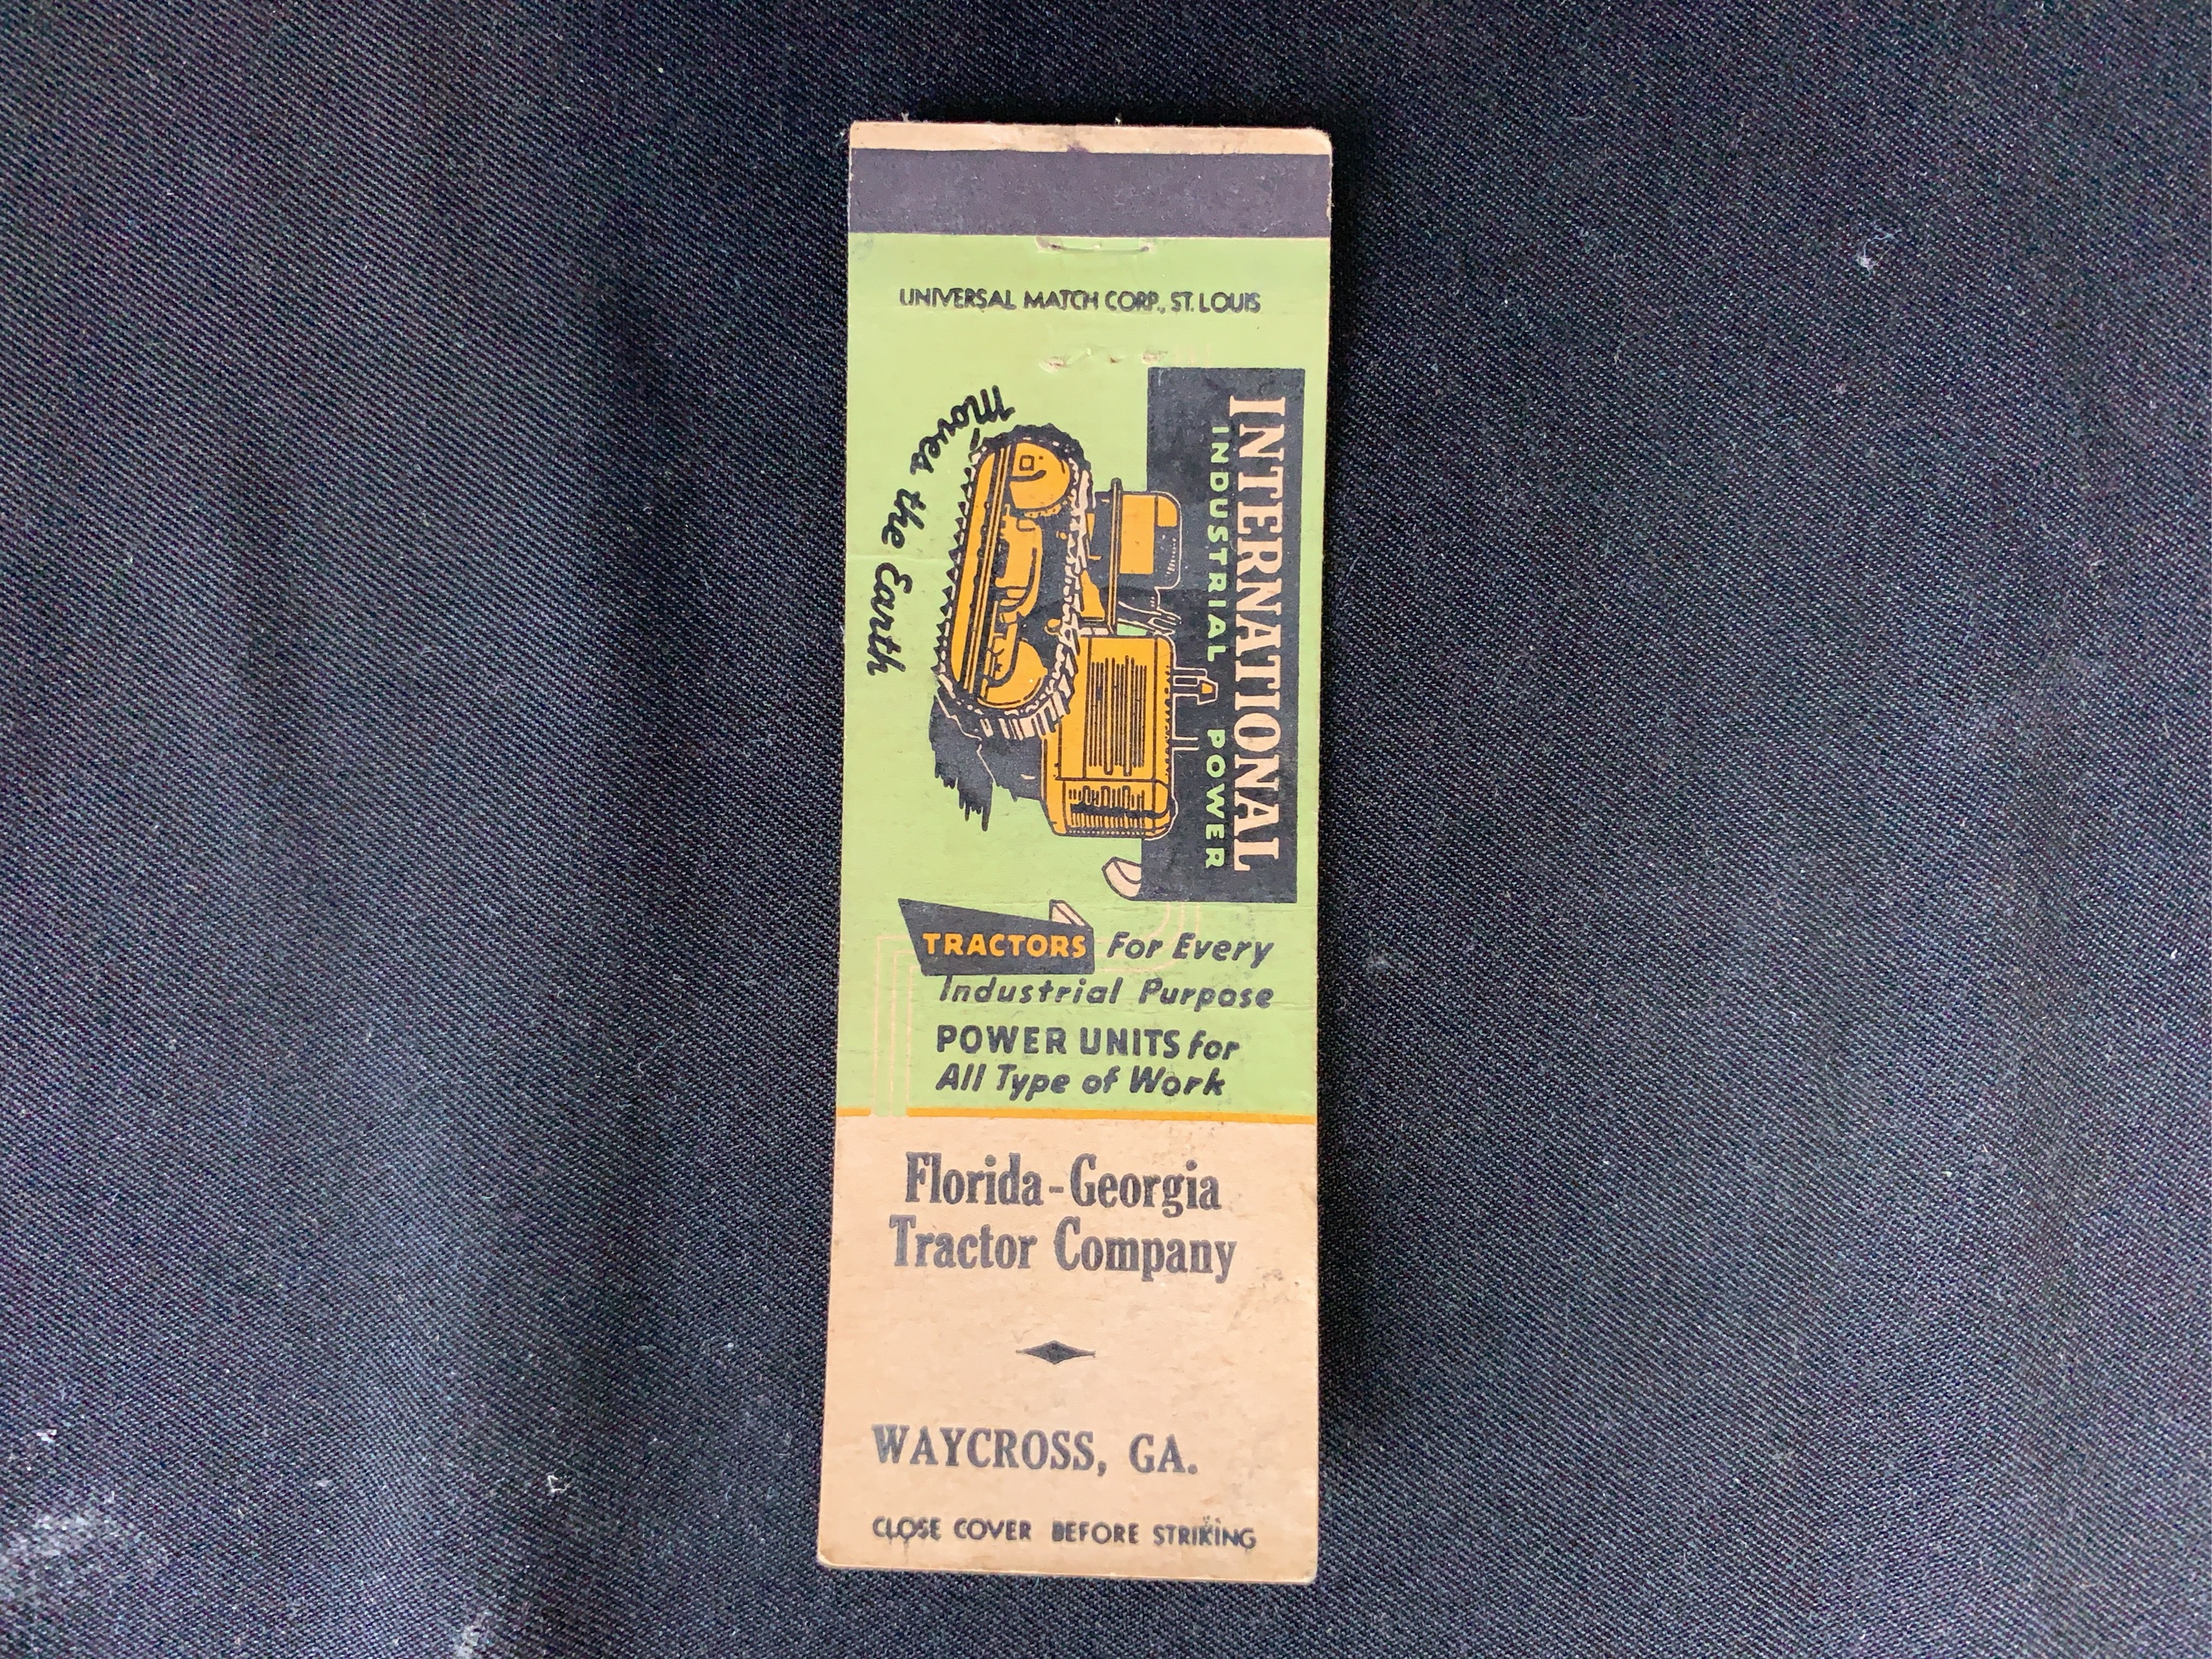 UNIVERSAL MATCH CORP., ST. LOUIS
INTERNATIONAL
INDUSTRIAL POWER
Moves the Earth
TRACTORS For Every
Industrial Purpose
POWER UNITS for
All Type of Work
Florida-Georgia
Tractor Company
WAYCROSS, GA.
CLOSE COVER BEFORE STRIKING